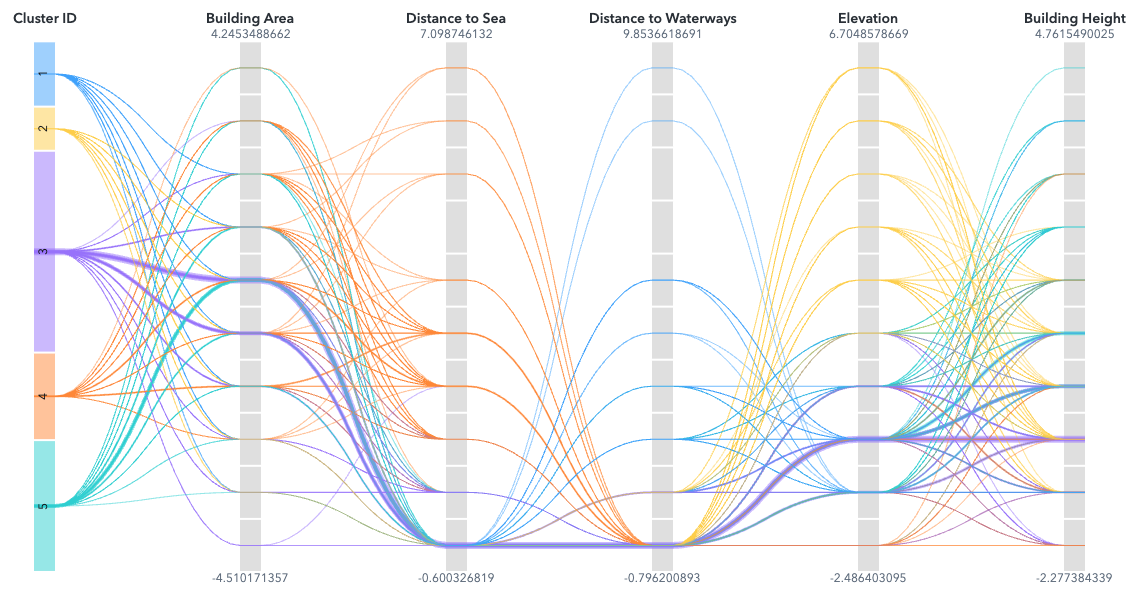 Cluster ID
Building Area
Distance to Sea
Distance to Waterways
Elevation
Building Height
4.2453488662
7.098746132
9.8536618691
6.7048578669
4.7615490025
1
2
3
4
5
-4.510171357
-0.600326819
-0.796200893
-2.486403095
-2.277384339